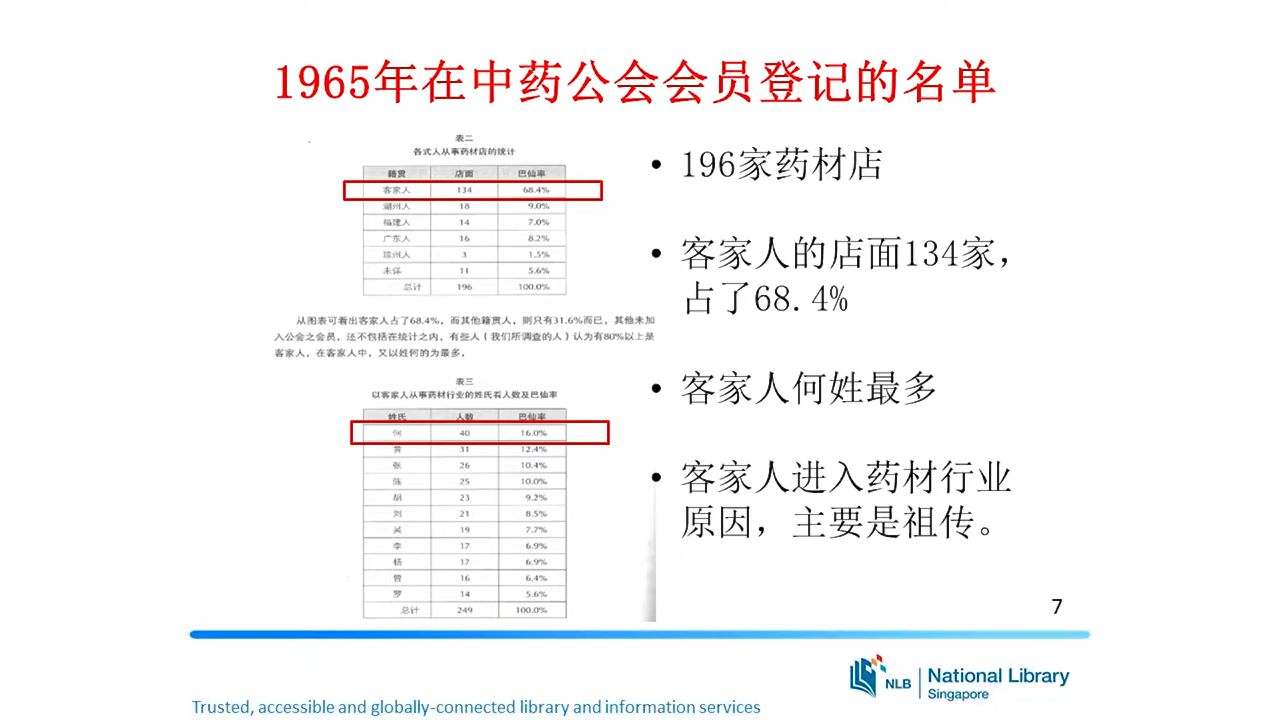 1965年在中药公会会员登记的名单
表二
各式人从事药材店的统计
籍贯 店面 巴仙率
客家人 134 68.4%
潮州人 18 9.0%
福建人 14 7.0%
广东人 16 8.2%
琼州人 3 1.5%
未详 11 5.6%
总计 196 100.0%
从图表可看出客家人占了68.4%，而其他籍贯人，则只有31.6%而已，其他未加
入公会之会员，还不包括在统计之内，有些人（我们所调查的人）认为有80%以上是
客家人，在客家人中，又以姓何的为最多，
表三
以客家人从事药材行业的姓氏看人数及巴仙率
姓氏 人数 巴仙率
何 40 16.0%
黄 31 12.4%
张 26 10.4%
陈 25 10.0%
胡 23 9.2%
刘 21 8.5%
吴 19 7.7%
李 17 6.9%
杨 17 6.9%
曾 16 6.4%
罗 14 5.6%
总计 249 100.0%
• 196家药材店
• 客家人的店面134家，
占了68.4%
• 客家人何姓最多
• 客家人进入药材行业
原因，主要是祖传。
7
NLB National Library
Singapore
Trusted, accessible and globally-connected library and information services